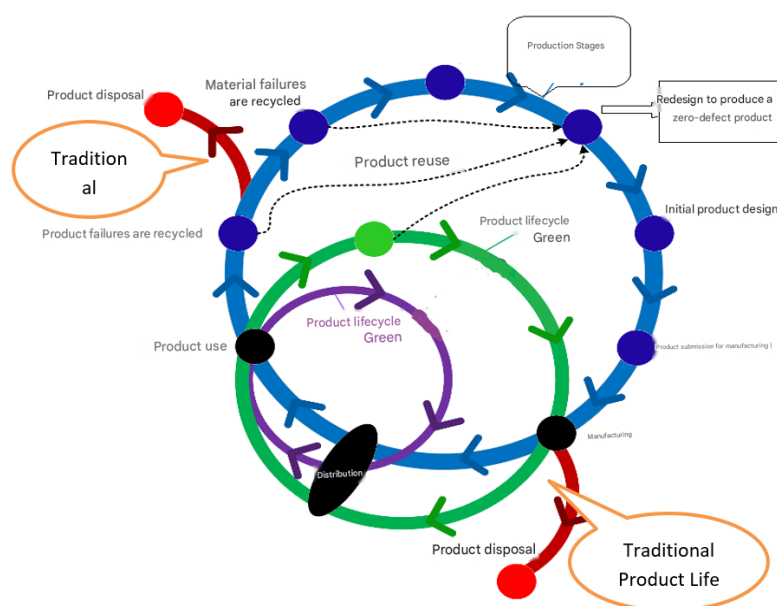 Production Stages
Product disposal
Material failures
are recycled
Redesign to produce a
zero-defect product
Tradition
al
Product reuse
Product failures are recycled
Product lifecycle
Green
Initial product design
Product lifecycle
Green
Product use
Product submission for manufacturing |
Manufacturing
Distribution
Product disposal
Traditional
Product Life